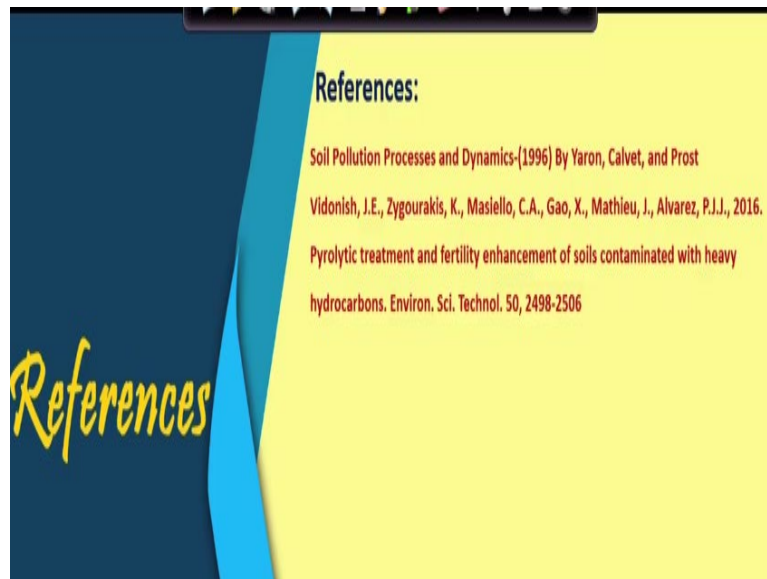 References:
Soil Pollution Processes and Dynamics-(1996) By Yaron, Calvet, and Prost
Vidonish, J.E., Zygourakis, K., Masiello, C.A., Gao, X., Mathieu, J., Alvarez, P.J.J., 2016.
Pyrolytic treatment and fertility enhancement of soils contaminated with heavy
hydrocarbons. Environ. Sci. Technol. 50, 2498-2506
References